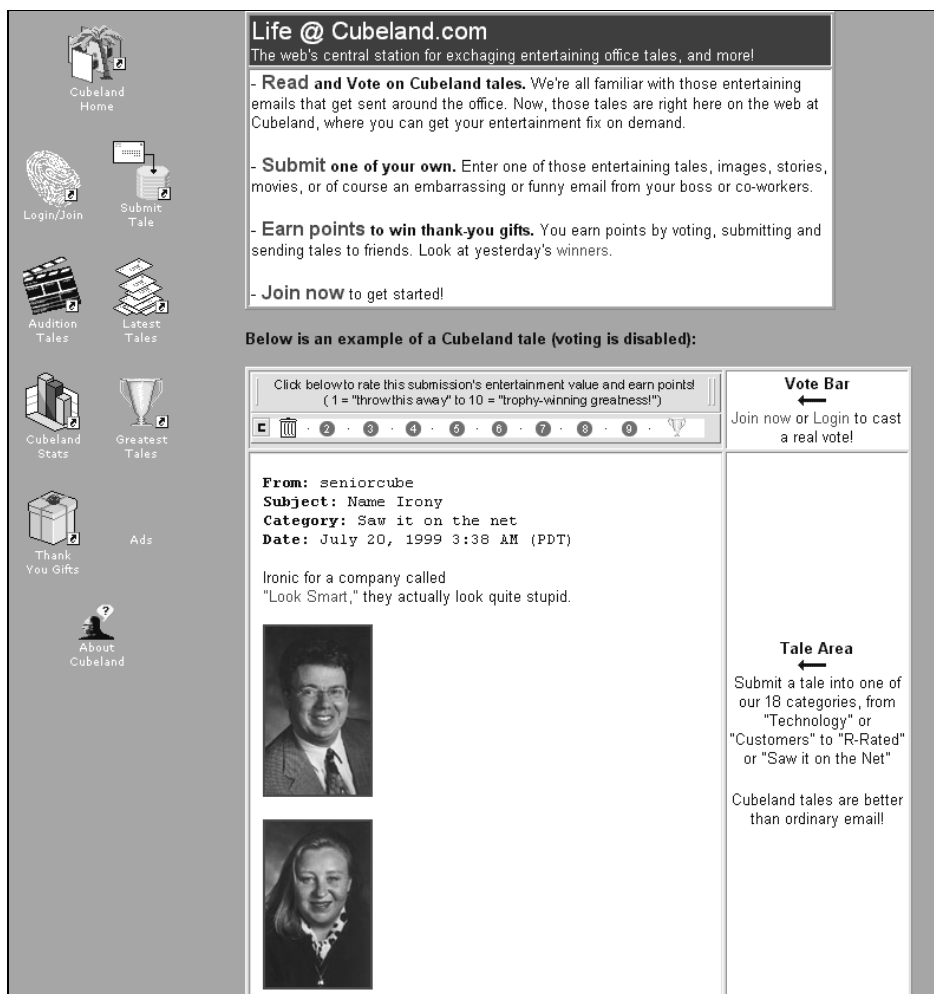 Cubeland
Home
Login/Join
Submit
Tale
Audition
Tales
Latest
Tales
Cubeland
Stats
Greatest
Tales
Thank
You Gifts
Ads
About
Cubeland
Life @ Cubeland.com
The web's central station for exchaging entertaining office tales, and more!
- Read and Vote on Cubeland tales. We're all familiar with those entertaining
emails that get sent around the office. Now, those tales are right here on the web at
Cubeland, where you can get your entertainment fix on demand.
- Submit one of your own. Enter one of those entertaining tales, images, stories,
movies, or of course an embarrassing or funny email from your boss or co-workers.
- Earn points to win thank-you gifts. You earn points by voting, submitting and
sending tales to friends. Look at yesterday's winners.
- Join now to get started!
Below is an example of a Cubeland tale (voting is disabled):
Click below to rate this submission's entertainment value and earn points!
( 1 = "throw this away" to 10 = "trophy-winning greatness!")
C · 2 · 3 · 4 · 5 · 6 · 7 · 8 · 9 ·
Vote Bar
Join now or Login to cast
a real vote!
From: seniorcube
Subject: Name Irony
Category: Saw it on the net
Date: July 20, 1999 3:38 AM (PDT)
Ironic for a company called
"Look Smart," they actually look quite stupid.
Tale Area
Submit a tale into one of
our 18 categories, from
"Technology" or
"Customers" to "R-Rated"
or "Saw it on the Net"
Cubeland tales are better
than ordinary email!